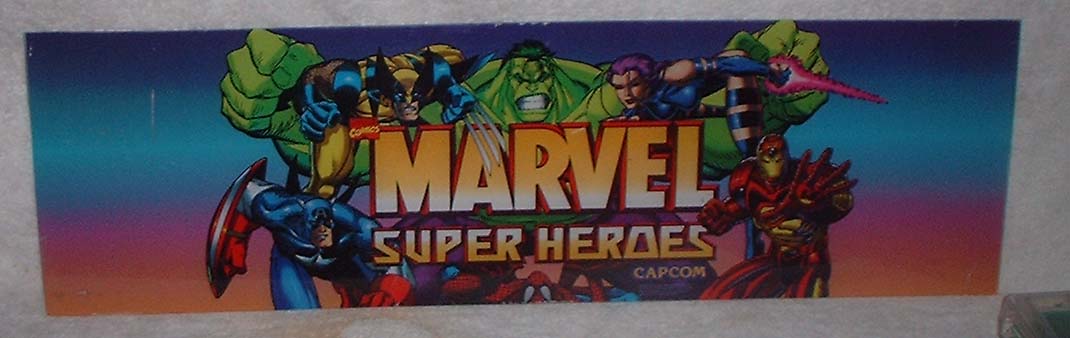 COMICS
MARVEL
SUPER HEROES
CAPCOM